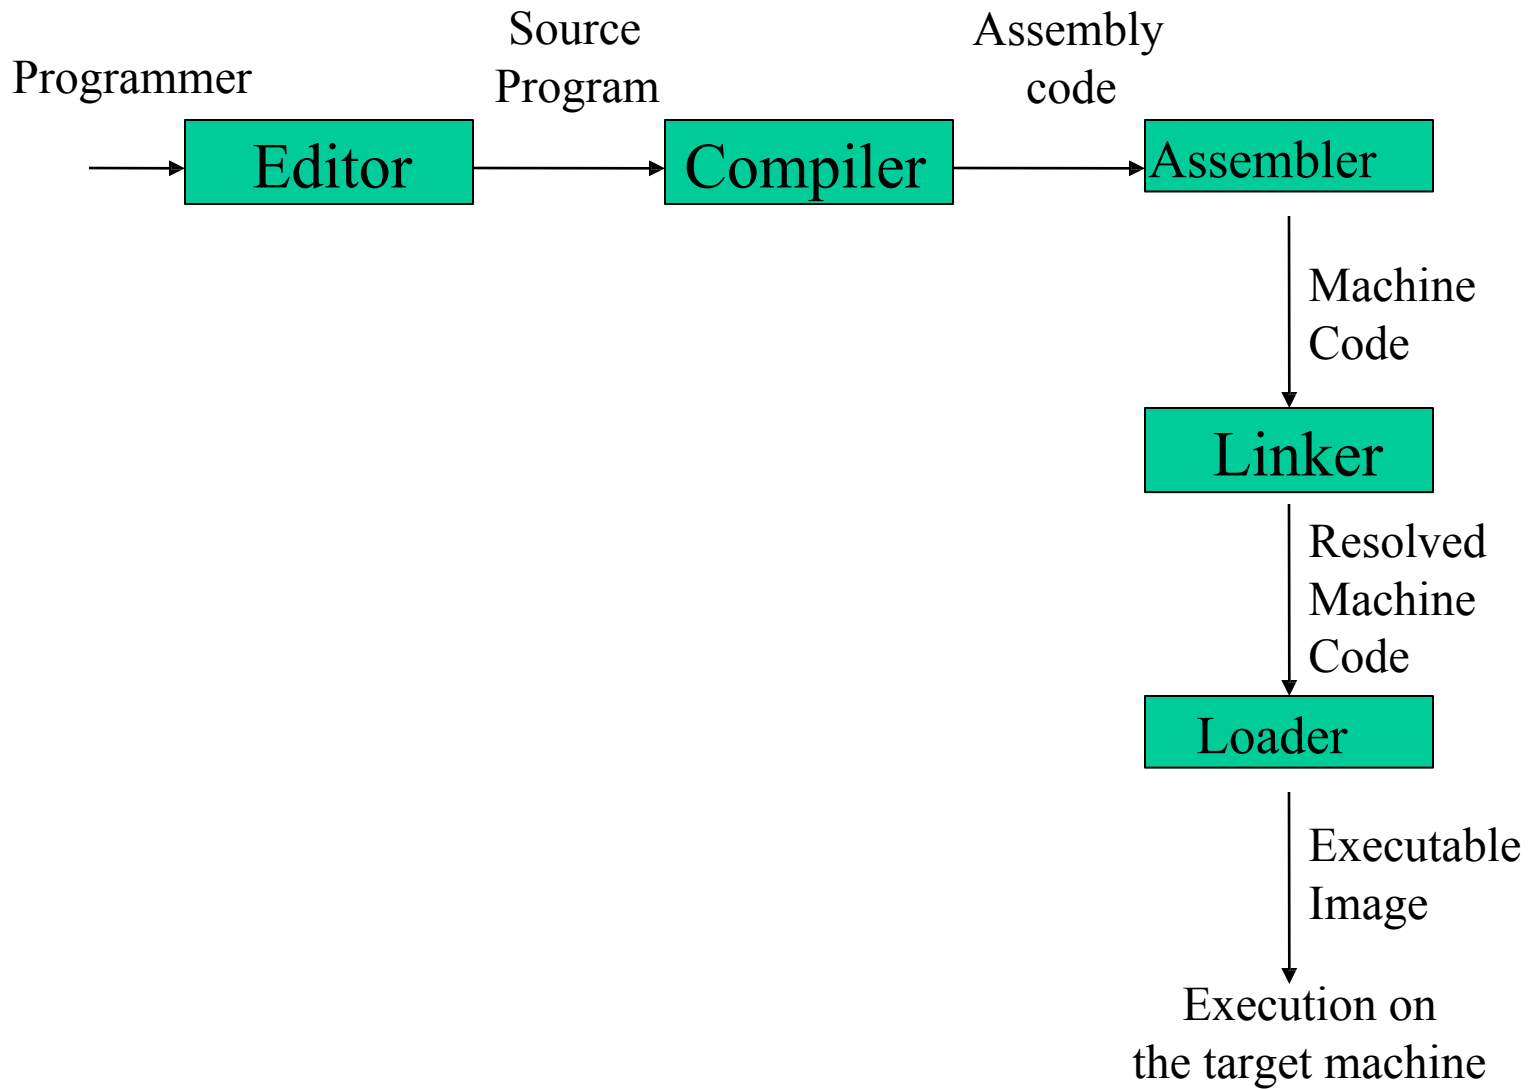 Programmer
Editor
Source
Program
Compiler
Assembly
code
Assembler
Machine
Code
Linker
Resolved
Machine
Code
Loader
Executable
Image
Execution on
the target machine